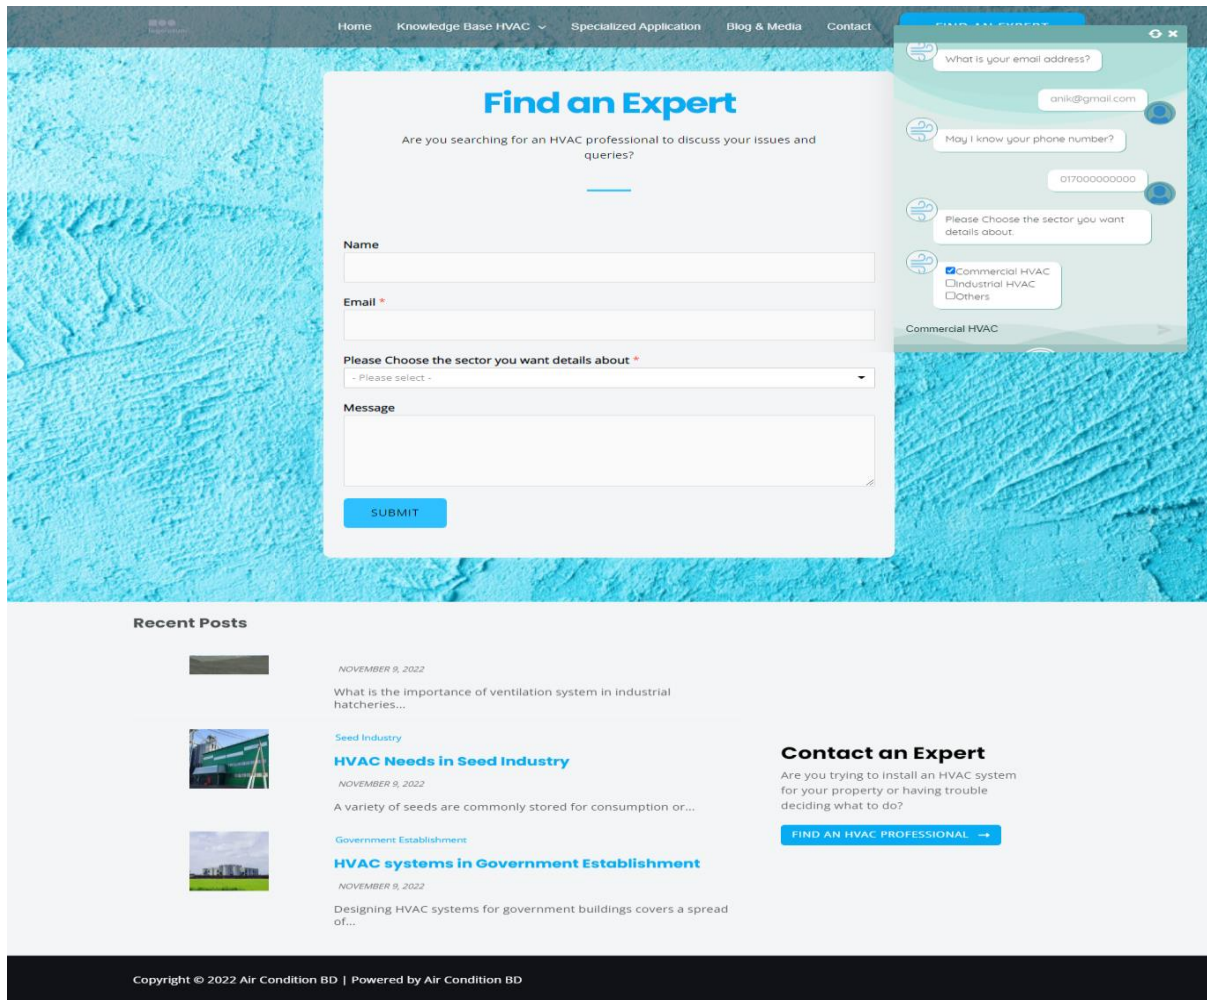 Home Knowledge Base HVAC Specialized Application Blog & Media Contact FIND AN EXPERT
Find an Expert
Are you searching for an HVAC professional to discuss your issues and
queries?
Name
Email *
Please Choose the sector you want details about *
- Please select -
Message
SUBMIT
What is your email address?
anik@gmail.com
May I know your phone number?
017000000000
Please Choose the sector you want
details about.
Commercial HVAC
Industrial HVAC
Others
Commercial HVAC
Recent Posts
NOVEMBER 9, 2022
What is the importance of ventilation system in industrial
hatcheries...
Seed Industry
HVAC Needs in Seed Industry
NOVEMBER 9, 2022
A variety of seeds are commonly stored for consumption or...
Government Establishment
HVAC systems in Government Establishment
NOVEMBER 9, 2022
Designing HVAC systems for government buildings covers a spread
of...
Contact an Expert
Are you trying to install an HVAC system
for your property or having trouble
deciding what to do?
FIND AN HVAC PROFESSIONAL →
Copyright © 2022 Air Condition BD | Powered by Air Condition BD